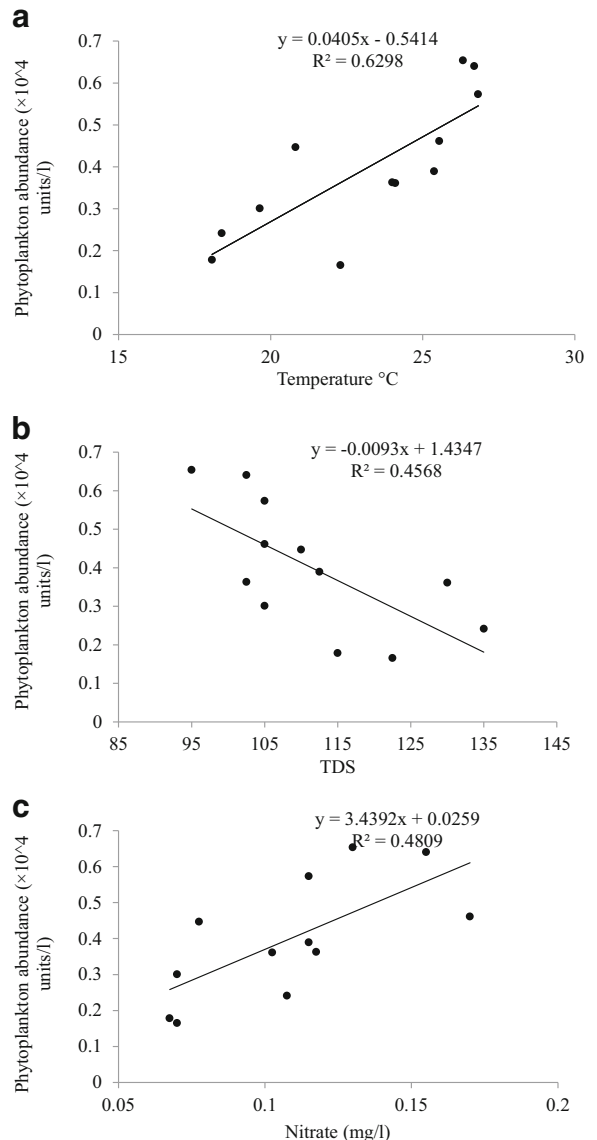 a
y = 0.0405x - 0.5414
R² = 0.6298
Phytoplankton abundance (×10^4
units/l)
0.7
0.6
0.5
0.4
0.3
0.2
0.1
0
15 20 25 30
Temperature °C
b
y = -0.0093x + 1.4347
R² = 0.4568
Phytoplankton abundance (×10^4
units/l)
0.7
0.6
0.5
0.4
0.3
0.2
0.1
0
85 95 105 115 125 135 145
TDS
c
y = 3.4392x + 0.0259
R² = 0.4809
Phytoplankton abundance (×10^4
units/l)
0.7
0.6
0.5
0.4
0.3
0.2
0.1
0
0.05 0.1 0.15 0.2
Nitrate (mg/l)